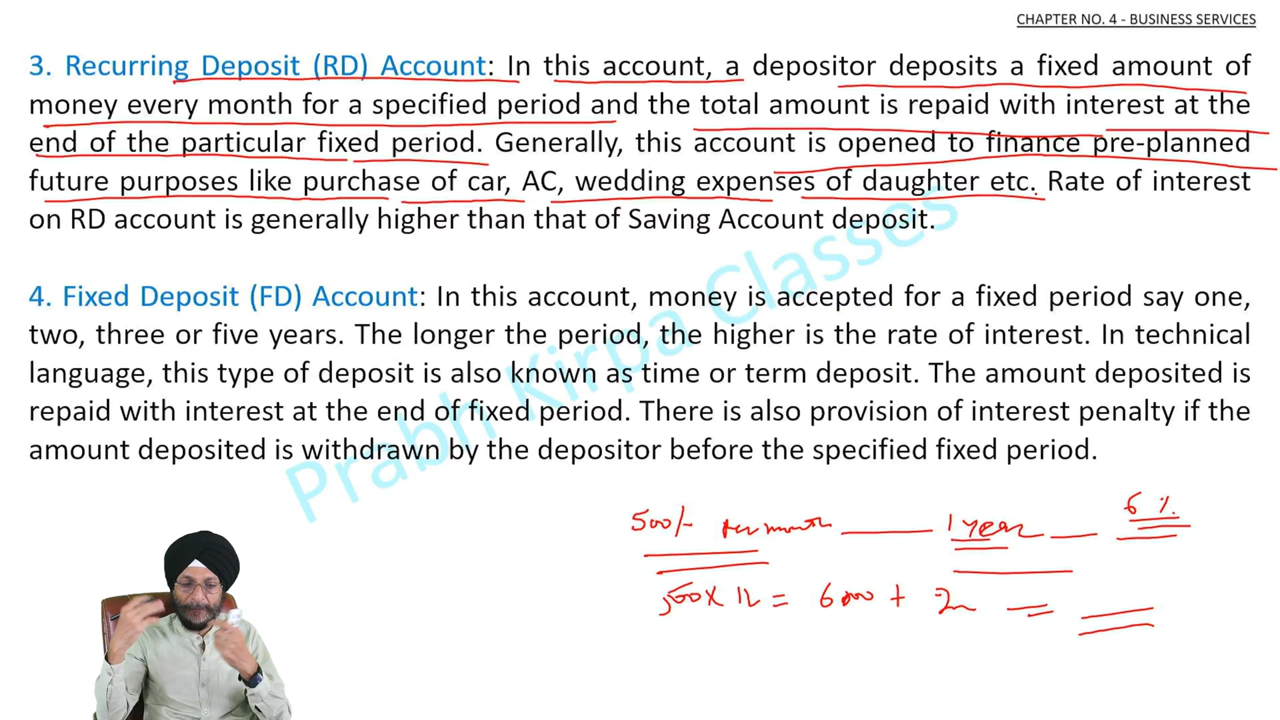 CHAPTER NO. 4 - BUSINESS SERVICES
3. Recurring Deposit (RD) Account: In this account, a depositor deposits a fixed amount of
money every month for a specified period and the total amount is repaid with interest at the
end of the particular fixed period. Generally, this account is opened to finance pre-planned
future purposes like purchase of car, AC, wedding expenses of daughter etc. Rate of interest
on RD account is generally higher than that of Saving Account deposit.
4. Fixed Deposit (FD) Account: In this account, money is accepted for a fixed period say one,
two, three or five years. The longer the period, the higher is the rate of interest. In technical
language, this type of deposit is also known as time or term deposit. The amount deposited is
repaid with interest at the end of fixed period. There is also provision of interest penalty if the
amount deposited is withdrawn by the depositor before the specified fixed period.
Prabh Kirpa Classes
500/- per month 1 year 6 %
500 x 12 = 6000 +